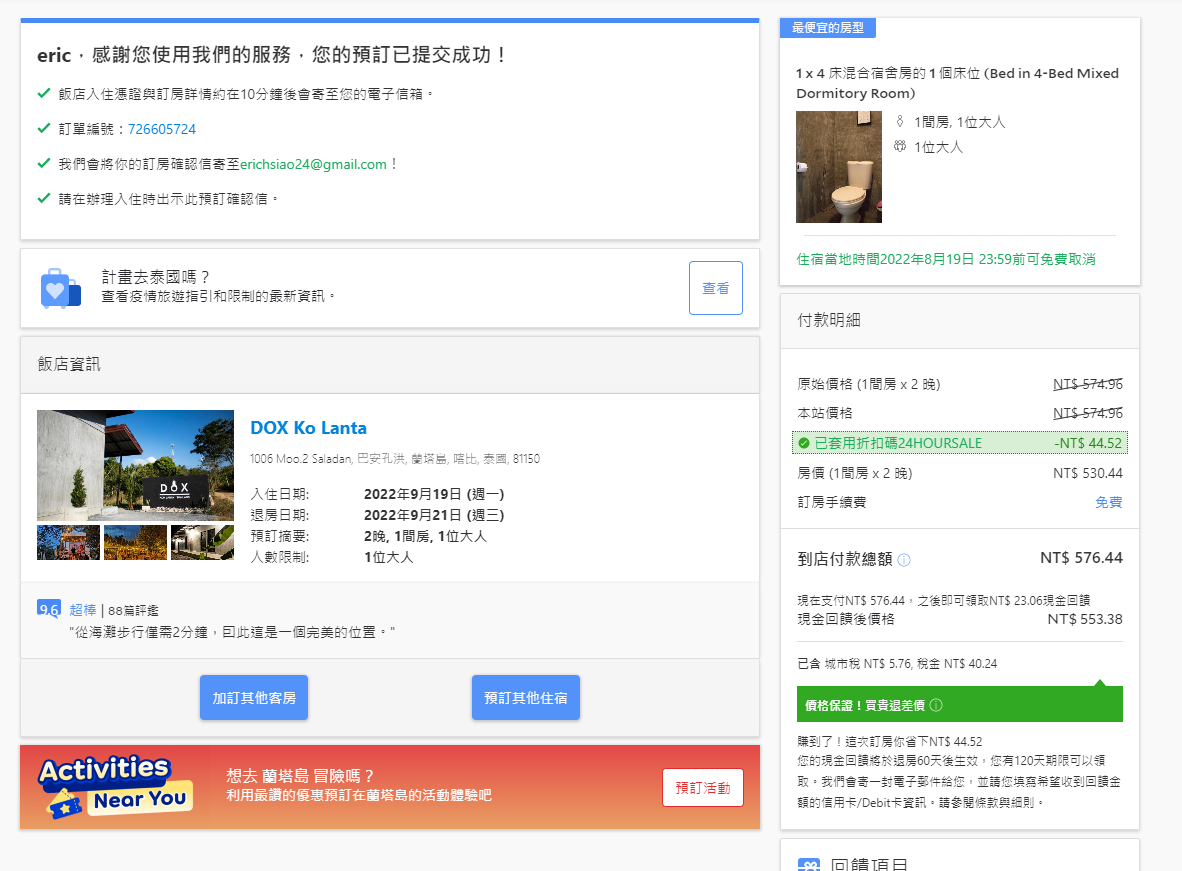 eric，感謝您使用我們的服務，您的預訂已提交成功！
飯店入住憑證與訂房詳情約在10分鐘後會寄至您的電子信箱。
訂單編號：726605724
我們會將你的訂房確認信寄至erichsiao24@gmail.com！
請在辦理入住時出示此預訂確認信。
計畫去泰國嗎？
查看疫情旅遊指引和限制的最新資訊。
查看
飯店資訊
DOX
DOX Ko Lanta
1006 Moo.2 Saladan, 巴安孔洪, 蘭塔島, 喀比, 泰國, 81150
入住日期: 2022年9月19日 (週一)
退房日期: 2022年9月21日 (週三)
預訂摘要: 2晚, 1間房, 1位大人
人數限制: 1位大人
9.6 超棒 | 88篇評鑑
"從海灘步行僅需2分鐘，因此這是一個完美的位置。"
加訂其他客房
預訂其他住宿
Activities
Near You
想去 蘭塔島 冒險嗎？
利用最讚的優惠預訂在蘭塔島的活動體驗吧
預訂活動
最便宜的房型
1 x 4 床混合宿舍房的 1 個床位 (Bed in 4-Bed Mixed
Dormitory Room)
1間房, 1位大人
1位大人
住宿當地時間2022年8月19日 23:59前可免費取消
付款明細
原始價格 (1間房 x 2 晚) NT$ 574.96
本站價格 NT$ 574.96
已套用折扣碼24HOURSALE -NT$ 44.52
房價 (1間房 x 2 晚) NT$ 530.44
訂房手續費 免費
到店付款總額 NT$ 576.44
現在支付NT$ 576.44，之後即可領取NT$ 23.06現金回饋
現金回饋後價格 NT$ 553.38
已含 城市稅 NT$ 5.76, 稅金 NT$ 40.24
價格保證！買貴退差價
賺到了！這次訂房你省下NT$ 44.52
您的現金回饋將於退房60天後生效，您有120天期限可以領
取。我們會寄一封電子郵件給您，並請您填寫希望收到回饋金
額的信用卡/Debit卡資訊。請參閱條款與細則。
回饋項目